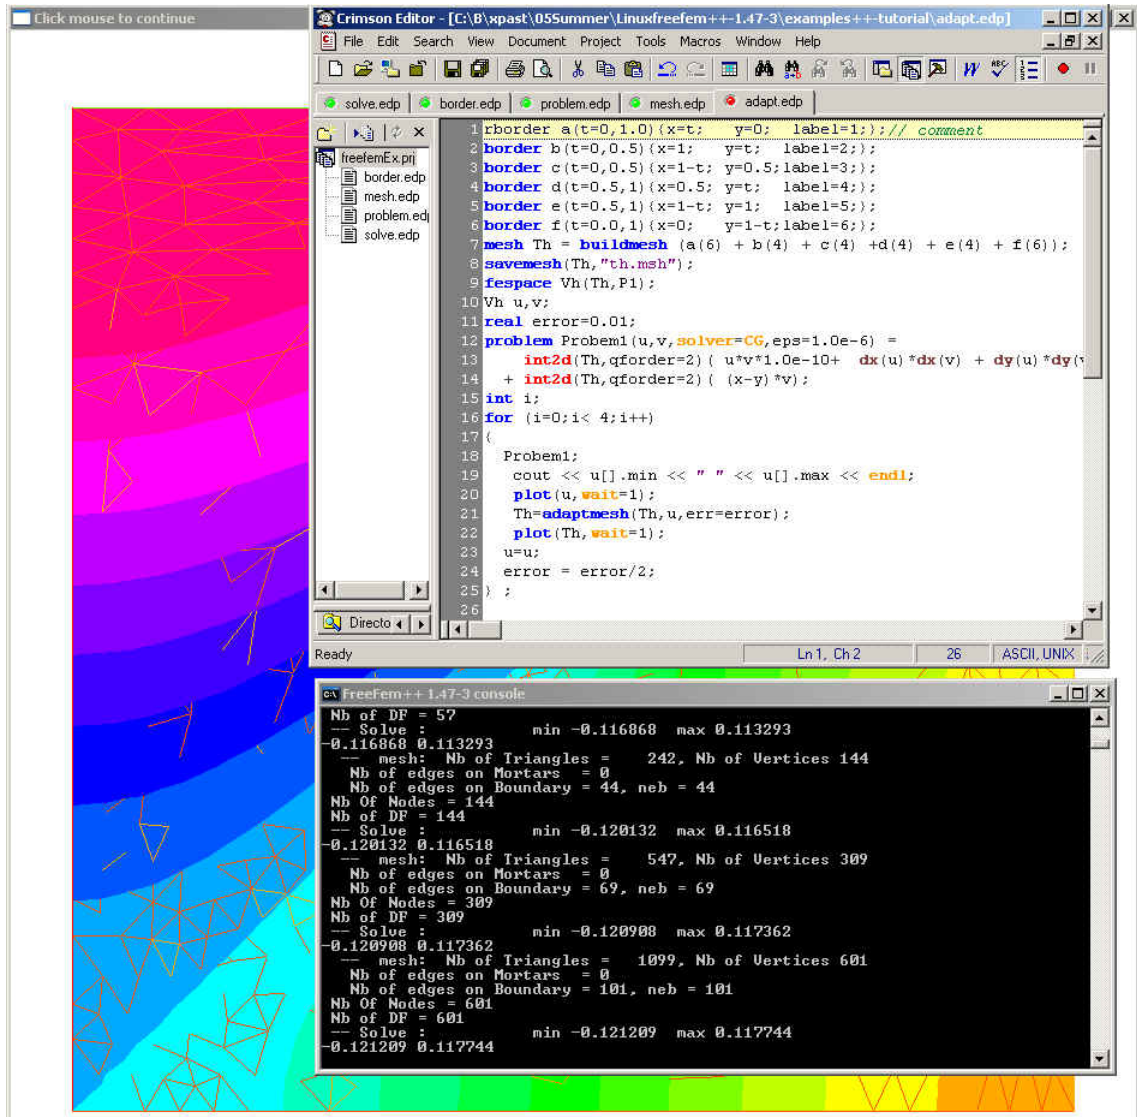 Click mouse to continue
Crimson Editor - [C:\B\xpast\05Summer\Linuxfreefem++-1.47-3\examples++-tutorial\adapt.edp]
File Edit Search View Document Project Tools Macros Window Help
solve.edp border.edp problem.edp mesh.edp adapt.edp
freefemEx.prj
border.edp
mesh.edp
problem.edp
solve.edp
1 rborder a(t=0,1.0){x=t; y=0; label=1;};// comment
2 border b(t=0,0.5){x=1; y=t; label=2;};
3 border c(t=0,0.5){x=1-t; y=0.5;label=3;};
4 border d(t=0.5,1){x=0.5; y=t; label=4;};
5 border e(t=0.5,1){x=1-t; y=1; label=5;};
6 border f(t=0.0,1){x=0; y=1-t;label=6;};
7 mesh Th = buildmesh (a(6) + b(4) + c(4) +d(4) + e(4) + f(6));
8 savemesh(Th,"th.msh");
9 fespace Vh(Th,P1);
10 Vh u,v;
11 real error=0.01;
12 problem Probem1(u,v,solver=CG,eps=1.0e-6) =
13 int2d(Th,qforder=2)( u*v*1.0e-10+ dx(u)*dx(v) + dy(u)*dy(v
14 + int2d(Th,qforder=2)( (x-y)*v);
15 int i;
16 for (i=0;i< 4;i++)
17 {
18 Probem1;
19 cout << u[].min << " " << u[].max << endl;
20 plot(u,wait=1);
21 Th=adaptmesh(Th,u,err=error);
22 plot(Th,wait=1);
23 u=u;
24 error = error/2;
25 } ;
26
Directo
Ready Ln 1, Ch 2 26 ASCII, UNIX
FreeFem++ 1.47-3 console
Nb of DF = 57
-- Solve : min -0.116868 max 0.113293
-0.116868 0.113293
-- mesh: Nb of Triangles = 242, Nb of Vertices 144
Nb of edges on Mortars = 0
Nb of edges on Boundary = 44, neb = 44
Nb Of Nodes = 144
Nb of DF = 144
-- Solve : min -0.120132 max 0.116518
-0.120132 0.116518
-- mesh: Nb of Triangles = 547, Nb of Vertices 309
Nb of edges on Mortars = 0
Nb of edges on Boundary = 69, neb = 69
Nb Of Nodes = 309
Nb of DF = 309
-- Solve : min -0.120908 max 0.117362
-0.120908 0.117362
-- mesh: Nb of Triangles = 1099, Nb of Vertices 601
Nb of edges on Mortars = 0
Nb of edges on Boundary = 101, neb = 101
Nb Of Nodes = 601
Nb of DF = 601
-- Solve : min -0.121209 max 0.117744
-0.121209 0.117744